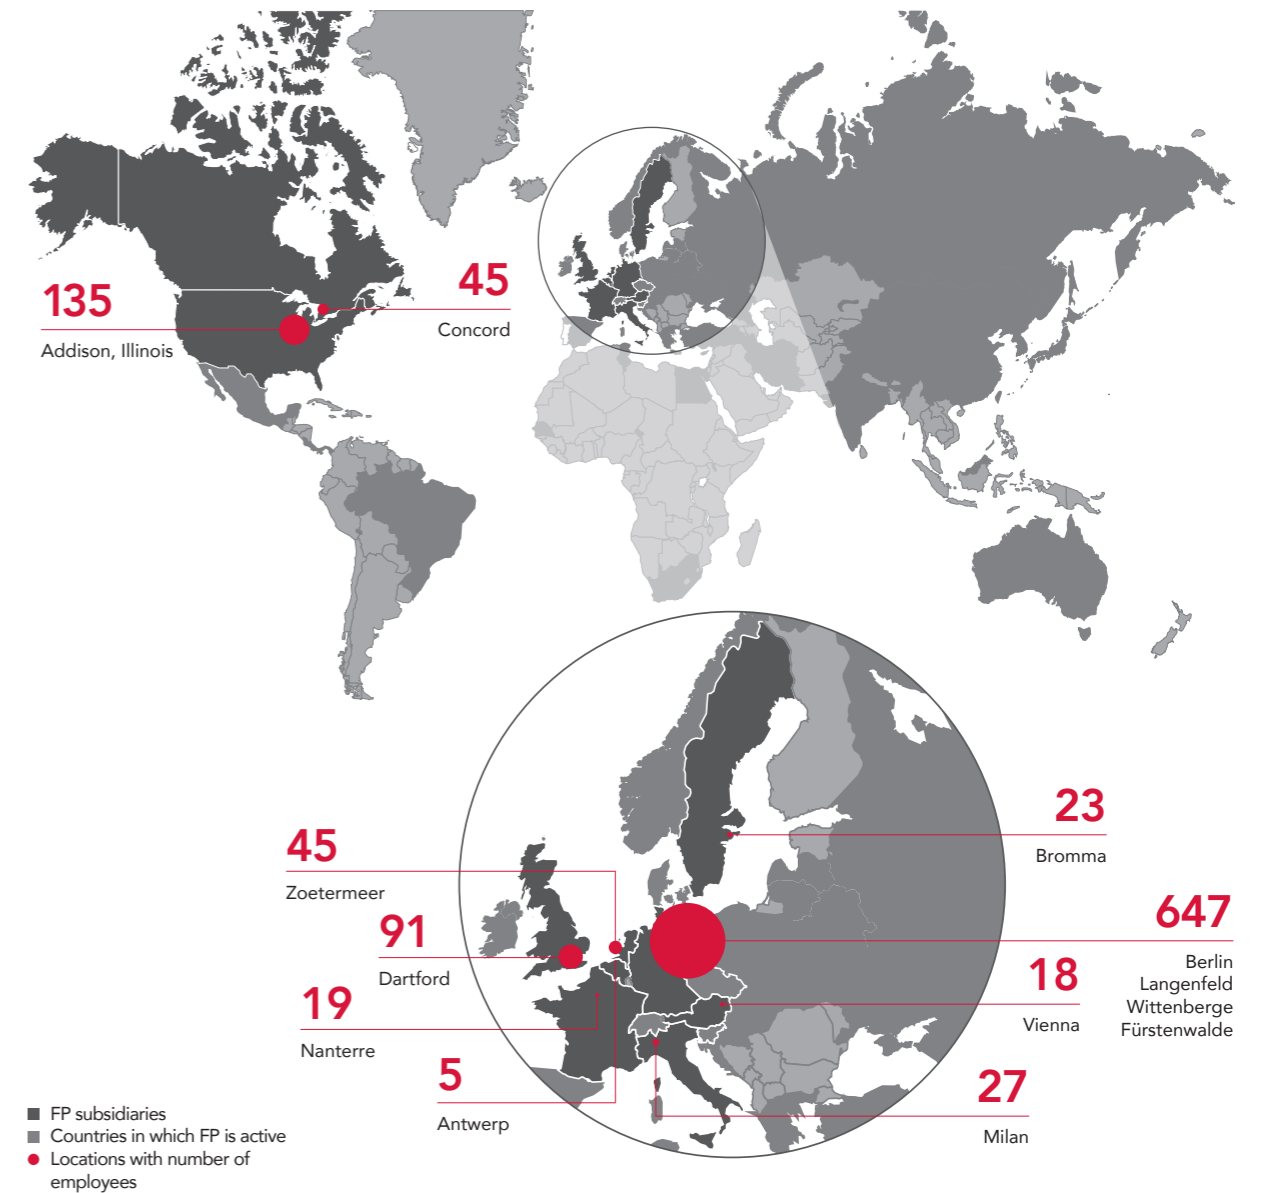 135
Addison, Illinois
45
Concord
23
Bromma
45
Zoetermeer
91
Dartford
647
Berlin
Langenfeld
Wittenberge
Fürstenwalde
19
Nanterre
18
Vienna
5
Antwerp
27
Milan
FP subsidiaries
Countries in which FP is active
Locations with number of
employees